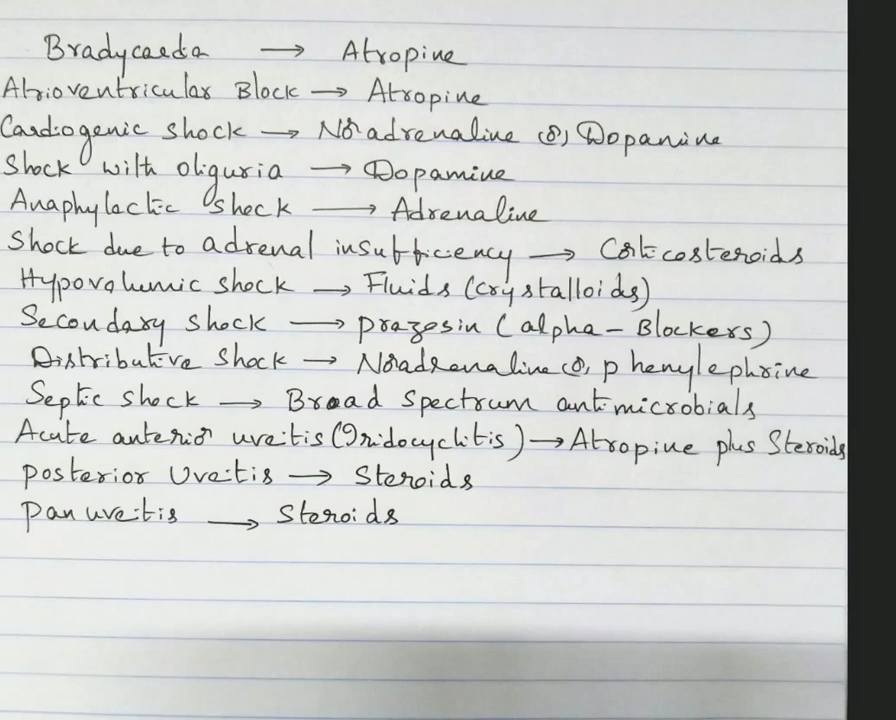 Bradycarda → Atropine
Atrioventricular Block → Atropine
Cardiogenic shock → Noradrenaline (or) Dopamine
Shock with oliguria → Dopamine
Anaphylactic shock → Adrenaline
Shock due to adrenal insufficiency → Corticosteroids
Hypovolumic shock → Fluids (crystalloids)
Secondary shock → prazosin (alpha-Blockers)
Distributive shock → Noradrenaline (or) phenylephrine
Septic shock → Broad spectrum antimicrobials
Acute anterior uveitis (Iridocyclitis) → Atropine plus Steroids
Posterior Uveitis → Steroids
Pan uveitis → Steroids